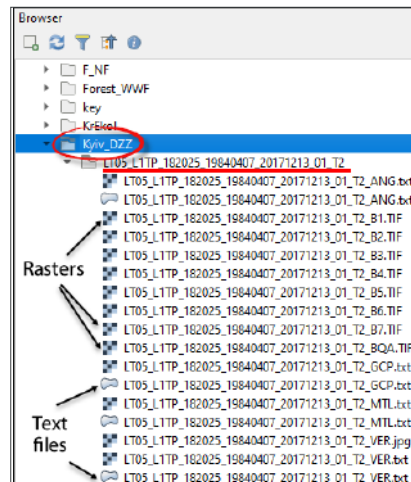 Browser
F_NF
Forest_WWF
key
KrEkol
Kyiv_DZZ
LT05_L1TP_182025_19840407_20171213_01_T2
LT05_L1TP_182025_19840407_20171213_01_T2_ANG.txt
LT05_L1TP_182025_19840407_20171213_01_T2_ANG.txt
LT05_L1TP_182025_19840407_20171213_01_T2_B1.TIF
LT05_L1TP_182025_19840407_20171213_01_T2_B2.TIF
LT05_L1TP_182025_19840407_20171213_01_T2_B3.TIF
LT05_L1TP_182025_19840407_20171213_01_T2_B4.TIF
LT05_L1TP_182025_19840407_20171213_01_T2_B5.TIF
LT05_L1TP_182025_19840407_20171213_01_T2_B6.TIF
LT05_L1TP_182025_19840407_20171213_01_T2_B7.TIF
LT05_L1TP_182025_19840407_20171213_01_T2_BQA.TIF
LT05_L1TP_182025_19840407_20171213_01_T2_GCP.txt
LT05_L1TP_182025_19840407_20171213_01_T2_GCP.txt
LT05_L1TP_182025_19840407_20171213_01_T2_MTL.txt
LT05_L1TP_182025_19840407_20171213_01_T2_MTL.txt
LT05_L1TP_182025_19840407_20171213_01_T2_VER.jpg
LT05_L1TP_182025_19840407_20171213_01_T2_VER.txt
LT05_L1TP_182025_19840407_20171213_01_T2_VER.txt
Rasters
Text
files